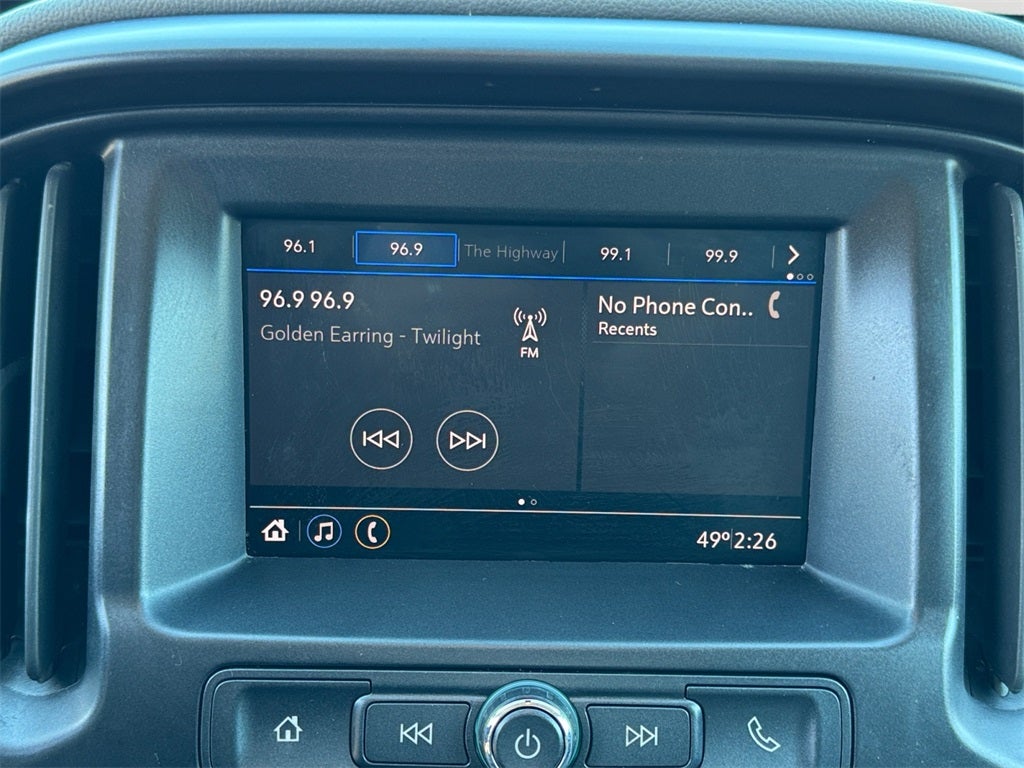 96.1 96.9 The Highway 99.1 99.9
96.9 96.9
Golden Earring - Twilight
FM
No Phone Con..
Recents
49° 2:26